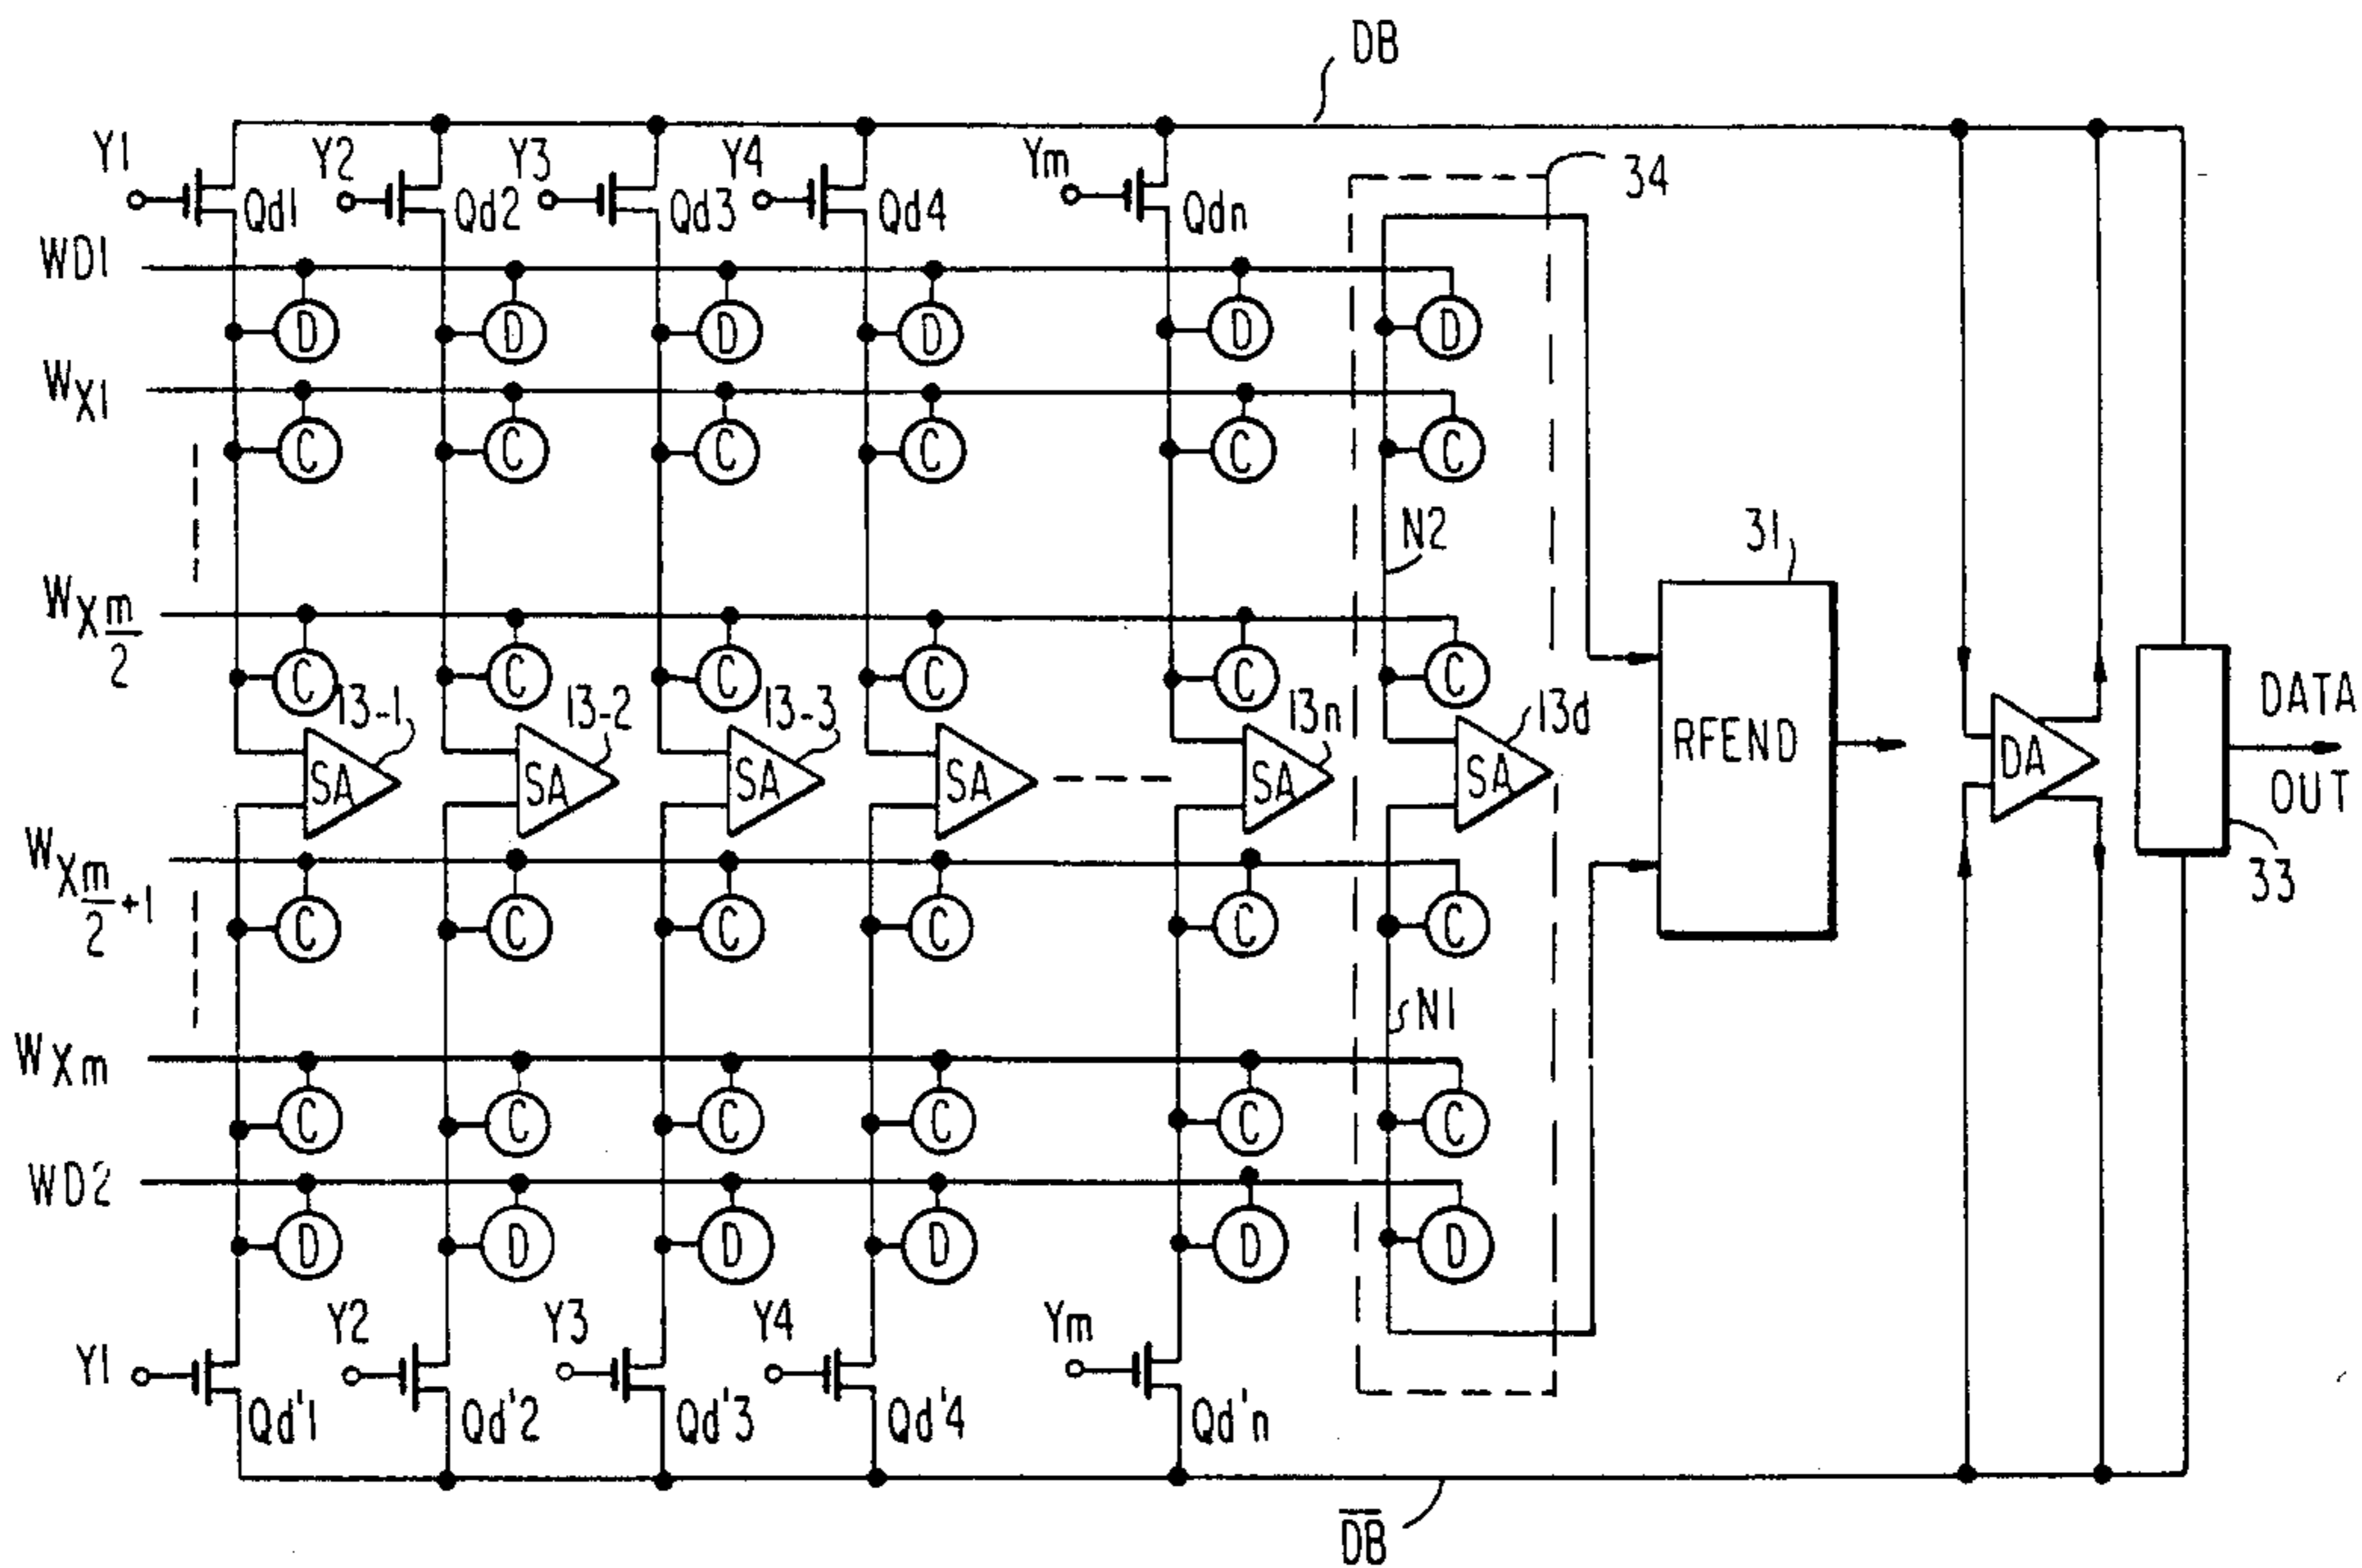 DB
Y1 Y2 Y3 Y4 Ym 34
Qd1 Qd2 Qd3 Qd4 Qdn
WD1
D D D D D D
WX1
C C C C C C
N2
31
WXm/2
C C C C C C
13-1 13-2 13-3 13n 13d
SA SA SA SA SA SA
RFEND
DA
DATA
OUT
33
WXm/2+1
C C C C C C
N1
WXm
C C C C C C
WD2
D D D D D D
Y1 Y2 Y3 Y4 Ym
Qd'1 Qd'2 Qd'3 Qd'4 Qd'n
D̅B̅